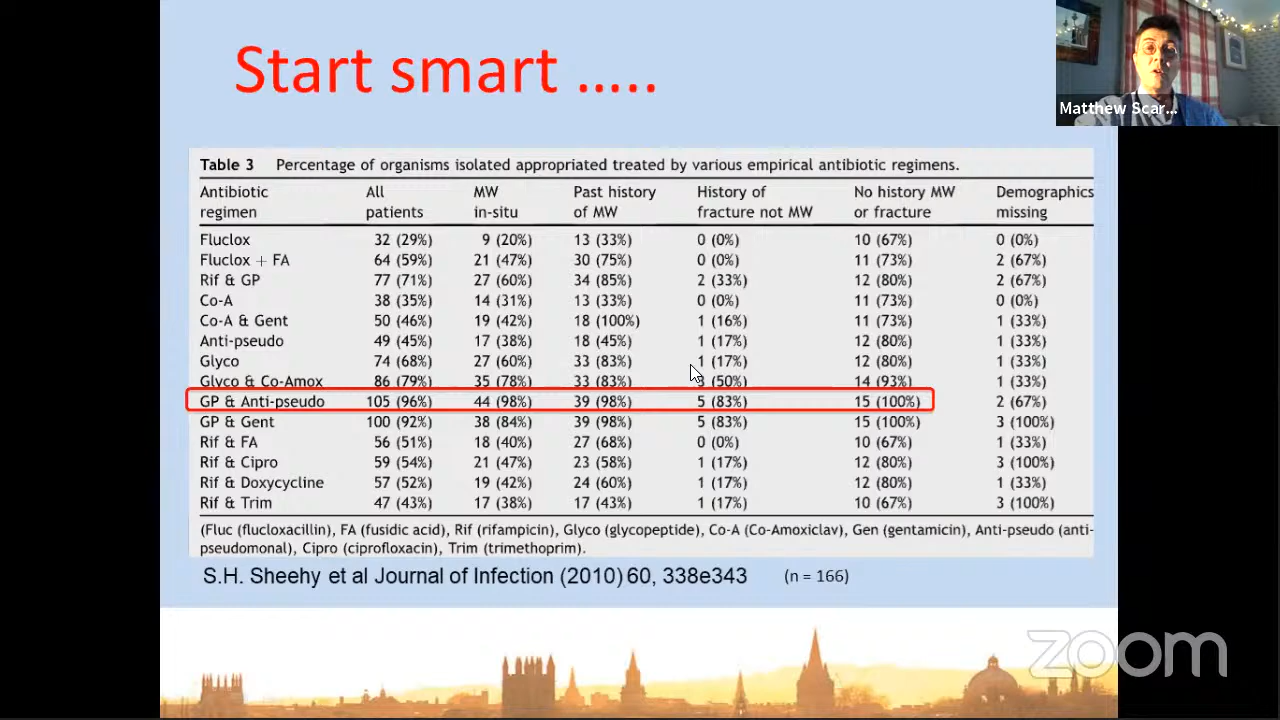 Start smart .....
Matthew Scar...
Table 3 Percentage of organisms isolated appropriated treated by various empirical antibiotic regimens.
Antibiotic regimen All patients MW in-situ Past history of MW History of fracture not MW No history MW or fracture Demographics missing
Fluclox 32 (29%) 9 (20%) 13 (33%) 0 (0%) 10 (67%) 0 (0%)
Fluclox + FA 64 (59%) 21 (47%) 30 (75%) 0 (0%) 11 (73%) 2 (67%)
Rif & GP 77 (71%) 27 (60%) 34 (85%) 2 (33%) 12 (80%) 2 (67%)
Co-A 38 (35%) 14 (31%) 13 (33%) 0 (0%) 11 (73%) 0 (0%)
Co-A & Gent 50 (46%) 19 (42%) 18 (100%) 1 (16%) 11 (73%) 1 (33%)
Anti-pseudo 49 (45%) 17 (38%) 18 (45%) 1 (17%) 12 (80%) 1 (33%)
Glyco 74 (68%) 27 (60%) 33 (83%) 1 (17%) 12 (80%) 1 (33%)
Glyco & Co-Amox 86 (79%) 35 (78%) 33 (83%) 3 (50%) 14 (93%) 1 (33%)
GP & Anti-pseudo 105 (96%) 44 (98%) 39 (98%) 5 (83%) 15 (100%) 2 (67%)
GP & Gent 100 (92%) 38 (84%) 39 (98%) 5 (83%) 15 (100%) 3 (100%)
Rif & FA 56 (51%) 18 (40%) 27 (68%) 0 (0%) 10 (67%) 1 (33%)
Rif & Cipro 59 (54%) 21 (47%) 23 (58%) 1 (17%) 12 (80%) 3 (100%)
Rif & Doxycycline 57 (52%) 19 (42%) 24 (60%) 1 (17%) 12 (80%) 1 (33%)
Rif & Trim 47 (43%) 17 (38%) 17 (43%) 1 (17%) 10 (67%) 3 (100%)
(Fluc (flucloxacillin), FA (fusidic acid), Rif (rifampicin), Glyco (glycopeptide), Co-A (Co-Amoxiclav), Gen (gentamicin), Anti-pseudo (anti-
pseudomonal), Cipro (ciprofloxacin), Trim (trimethoprim).
S.H. Sheehy et al Journal of Infection (2010) 60, 338e343 (n = 166)
zoom